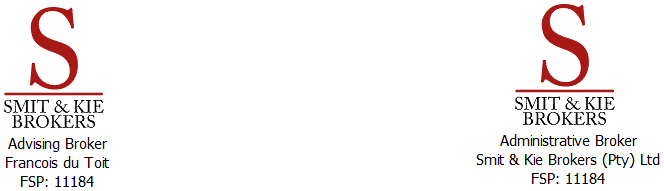 S
SMIT & KIE
BROKERS
Advising Broker
Francois du Toit
FSP: 11184
S
SMIT & KIE
BROKERS
Administrative Broker
Smit & Kie Brokers (Pty) Ltd
FSP: 11184